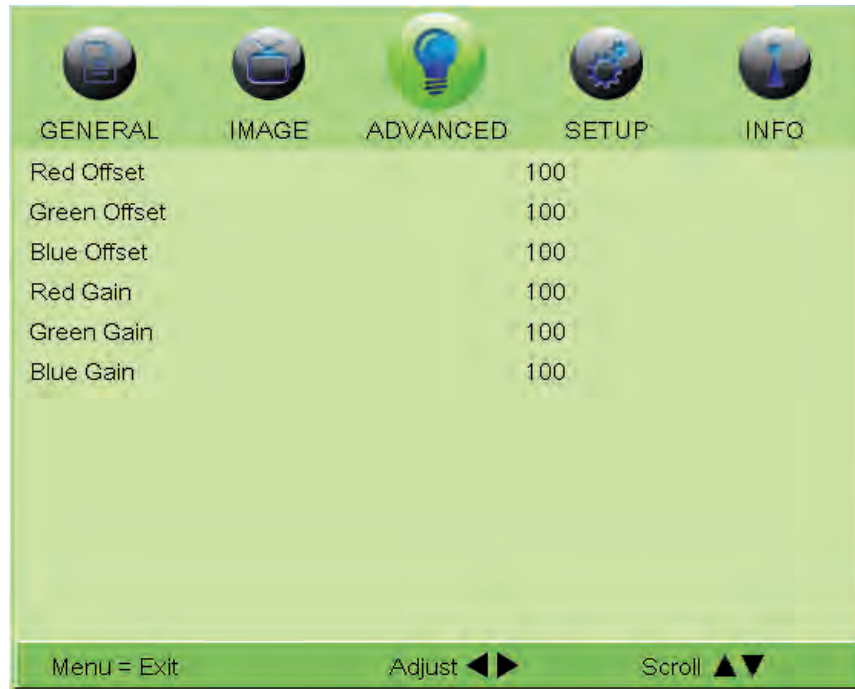 GENERAL IMAGE ADVANCED SETUP INFO
Red Offset 100
Green Offset 100
Blue Offset 100
Red Gain 100
Green Gain 100
Blue Gain 100
Menu = Exit Adjust ◀▶ Scroll ▲▼